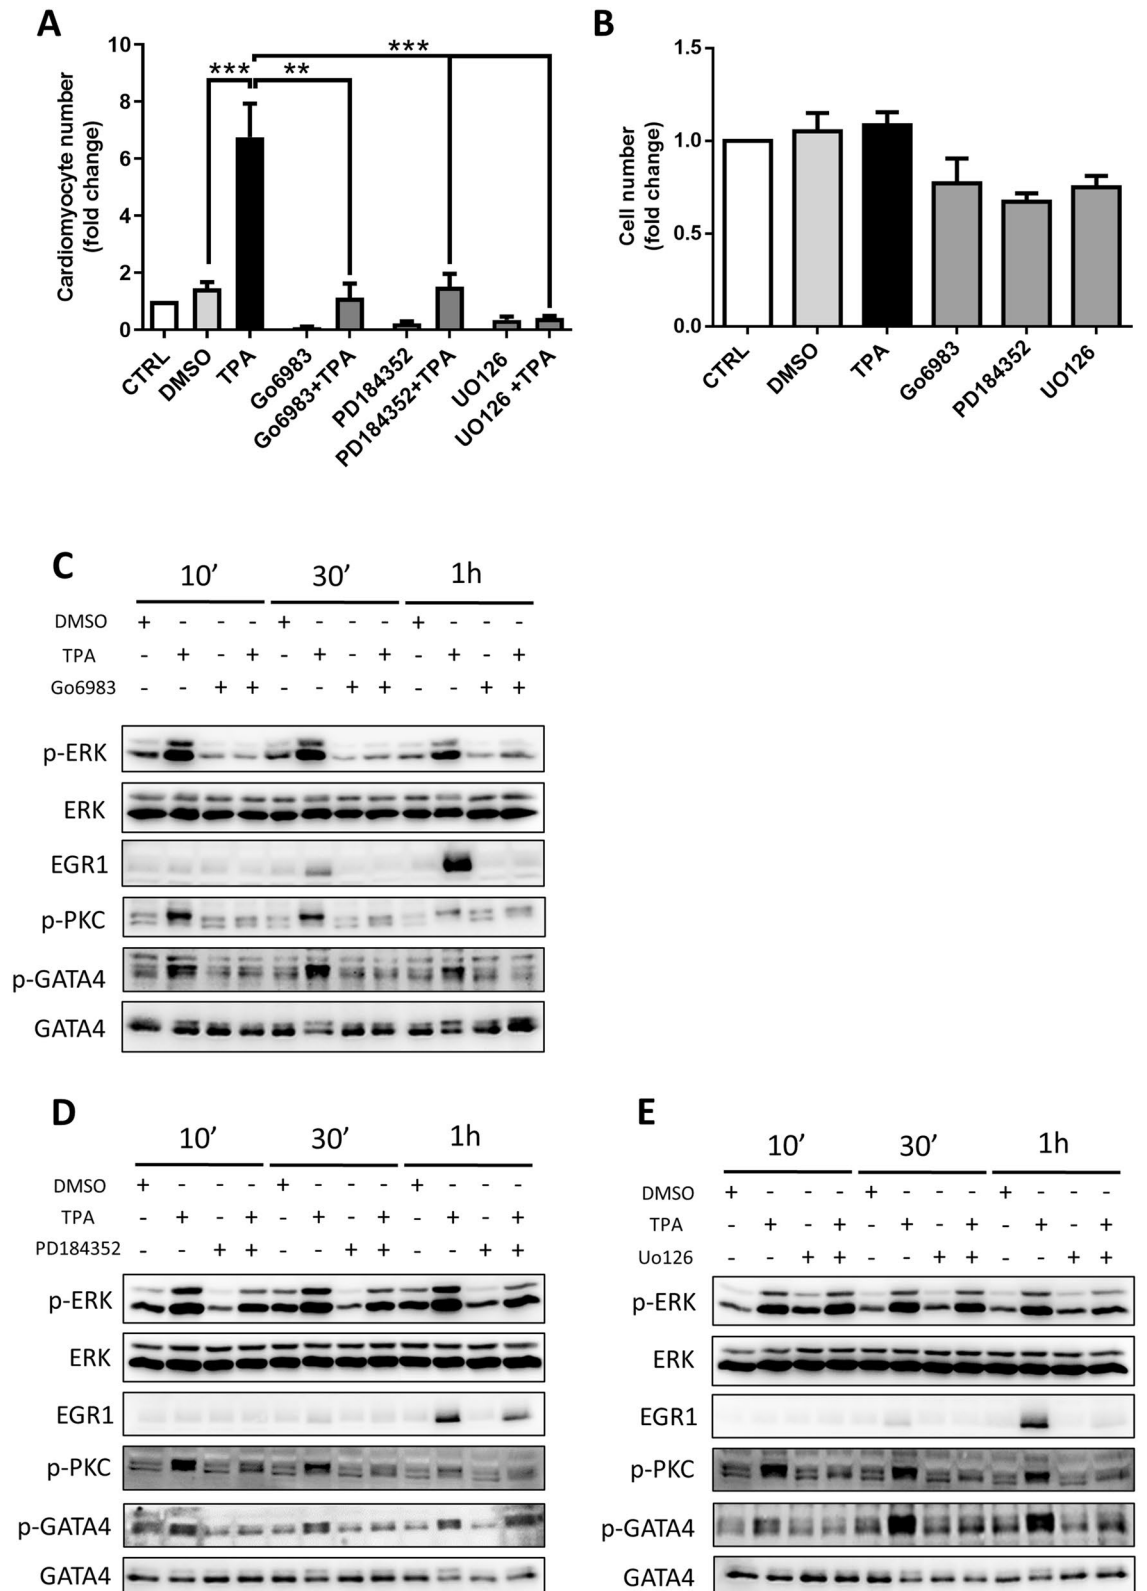 A
Cardiomyocyte number
(fold change)
10
8
6
4
2
0
***
***
**
CTRL
DMSO
TPA
Go6983
Go6983+TPA
PD184352
PD184352+TPA
UO126
UO126 +TPA
B
Cell number
(fold change)
1.5
1.0
0.5
0.0
CTRL
DMSO
TPA
Go6983
PD184352
UO126
C
10’ 30’ 1h
DMSO + - - - + - - - + - - -
TPA - + - + - + - + - + - +
Go6983 - - + + - - + + - - + +
p-ERK
ERK
EGR1
p-PKC
p-GATA4
GATA4
D
10’ 30’ 1h
DMSO + - - - + - - - + - - -
TPA - + - + - + - + - + - +
PD184352 - - + + - - + + - - + +
p-ERK
ERK
EGR1
p-PKC
p-GATA4
GATA4
E
10’ 30’ 1h
DMSO + - - - + - - - + - - -
TPA - + - + - + - + - + - +
Uo126 - - + + - - + + - - + +
p-ERK
ERK
EGR1
p-PKC
p-GATA4
GATA4